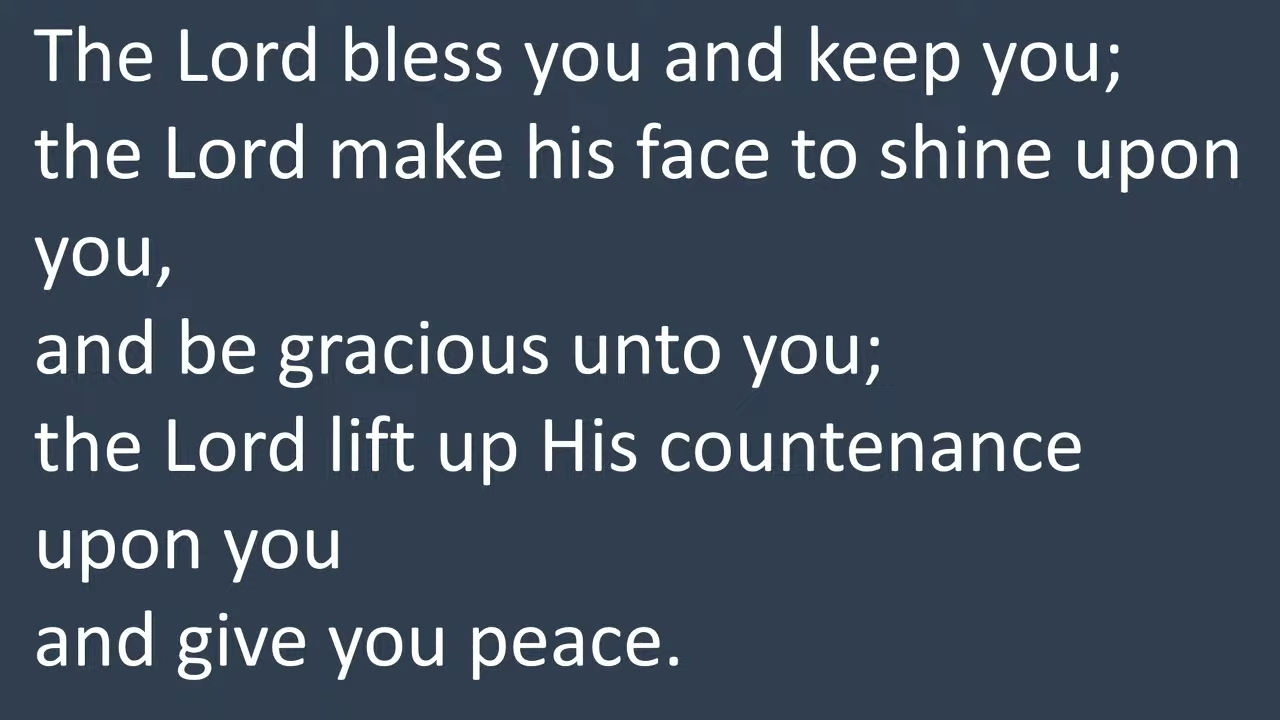 The Lord bless you and keep you;
the Lord make his face to shine upon
you,
and be gracious unto you;
the Lord lift up His countenance
upon you
and give you peace.